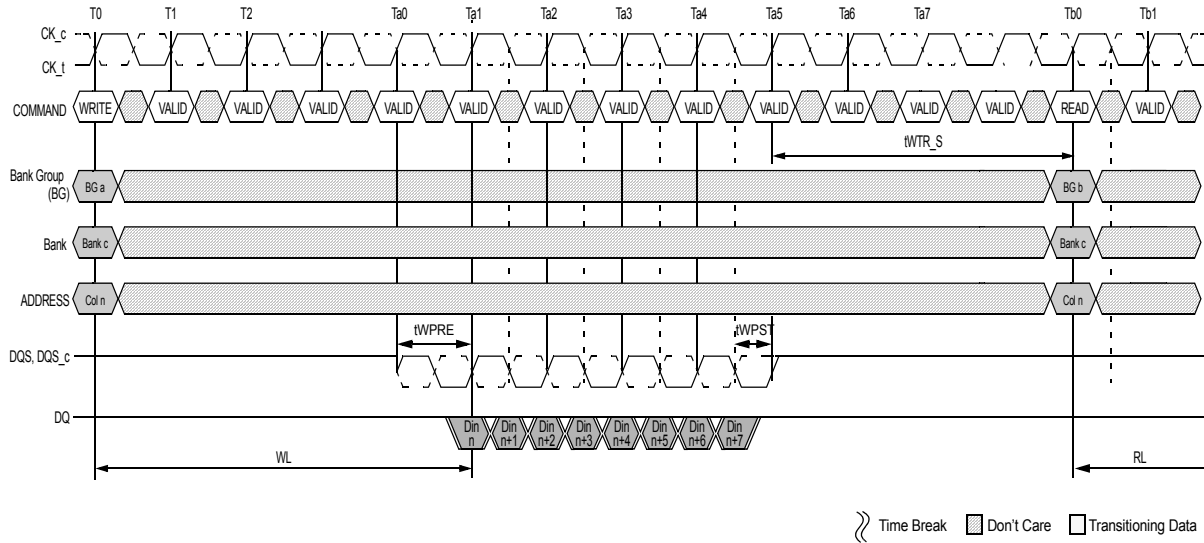 T0 T1 T2 Ta0 Ta1 Ta2 Ta3 Ta4 Ta5 Ta6 Ta7 Tb0 Tb1
CK_c
CK_t
COMMAND WRITE VALID VALID VALID VALID VALID VALID VALID VALID VALID VALID VALID VALID READ VALID
tWTR_S
Bank Group
(BG)
BG a BG b
Bank Bank c Bank c
ADDRESS Col n Col n
tWPRE tWPST
DQS, DQS_c
DQ
Din Din Din Din Din Din Din Din
n n+1 n+2 n+3 n+4 n+5 n+6 n+7
WL RL
Time Break Don't Care Transitioning Data